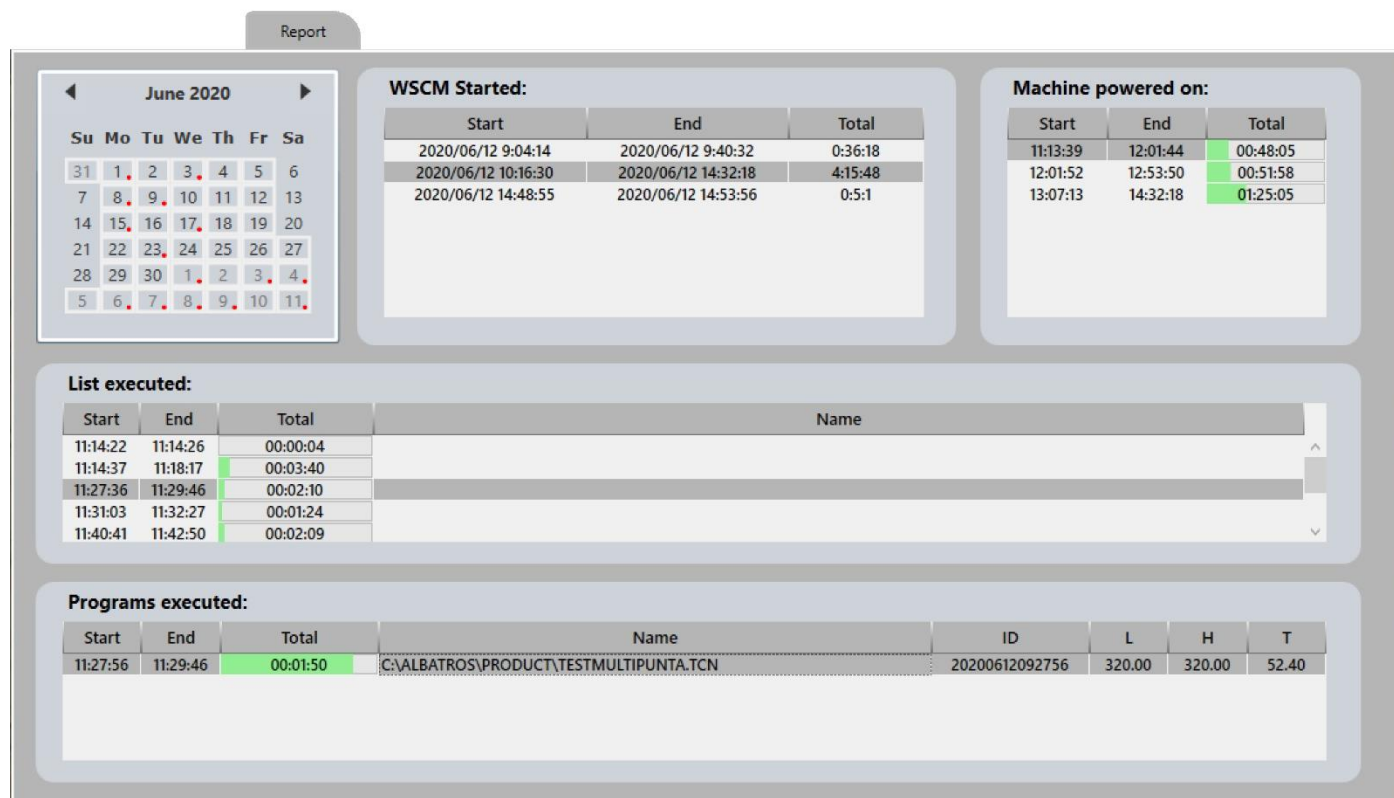 Report
June 2020
Su Mo Tu We Th Fr Sa
31 1 2 3 4 5 6
7 8 9 10 11 12 13
14 15 16 17 18 19 20
21 22 23 24 25 26 27
28 29 30 1 2 3 4
5 6 7 8 9 10 11
WSCM Started:
Start End Total
2020/06/12 9:04:14 2020/06/12 9:40:32 0:36:18
2020/06/12 10:16:30 2020/06/12 14:32:18 4:15:48
2020/06/12 14:48:55 2020/06/12 14:53:56 0:5:1
Machine powered on:
Start End Total
11:13:39 12:01:44 00:48:05
12:01:52 12:53:50 00:51:58
13:07:13 14:32:18 01:25:05
List executed:
Start End Total Name
11:14:22 11:14:26 00:00:04
11:14:37 11:18:17 00:03:40
11:27:36 11:29:46 00:02:10
11:31:03 11:32:27 00:01:24
11:40:41 11:42:50 00:02:09
Programs executed:
Start End Total Name ID L H T
11:27:56 11:29:46 00:01:50 C:\ALBATROS\PRODUCT\TESTMULTIPUNTA.TCN 20200612092756 320.00 320.00 52.40